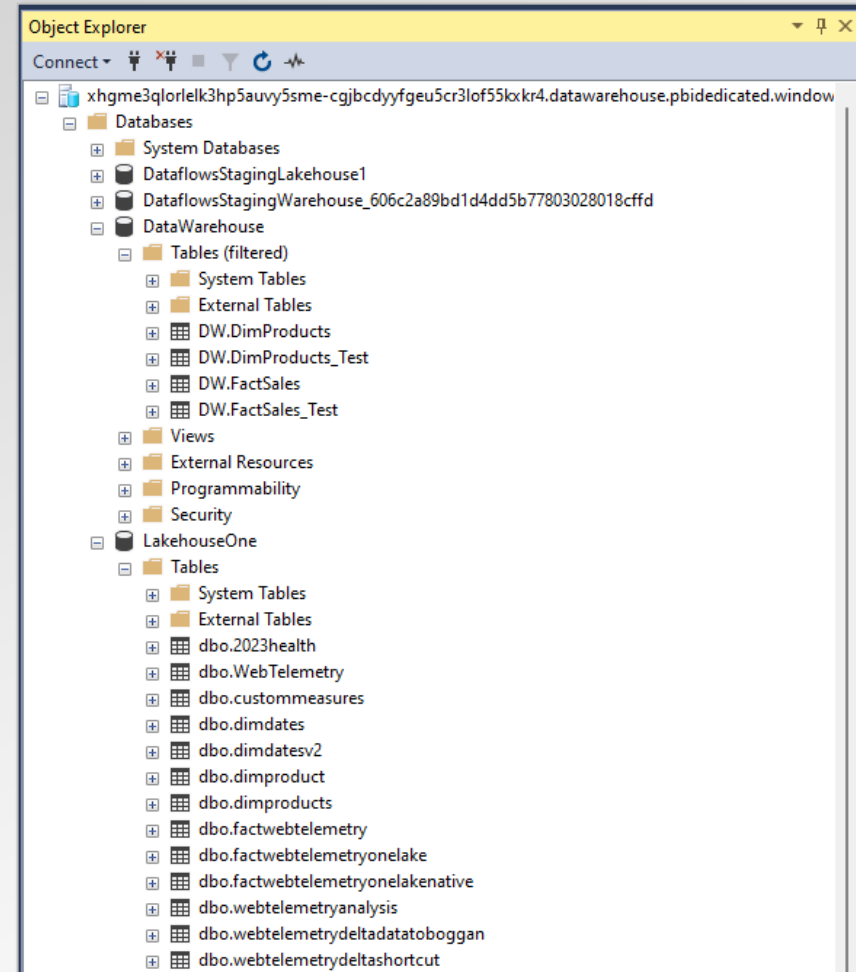 Object Explorer
Connect
xhgme3qlorlelk3hp5auvy5sme-cgjbcdyyfgeu5cr3lof55kxkr4.datawarehouse.pbidedicated.window
Databases
System Databases
DataflowsStagingLakehouse1
DataflowsStagingWarehouse_606c2a89bd1d4dd5b77803028018cffd
DataWarehouse
Tables (filtered)
System Tables
External Tables
DW.DimProducts
DW.DimProducts_Test
DW.FactSales
DW.FactSales_Test
Views
External Resources
Programmability
Security
LakehouseOne
Tables
System Tables
External Tables
dbo.2023health
dbo.WebTelemetry
dbo.custommeasures
dbo.dimdates
dbo.dimdatesv2
dbo.dimproduct
dbo.dimproducts
dbo.factwebtelemetry
dbo.factwebtelemetryonelake
dbo.factwebtelemetryonelakenative
dbo.webtelemetryanalysis
dbo.webtelemetrydeltadatatoboggan
dbo.webtelemetrydeltashortcut